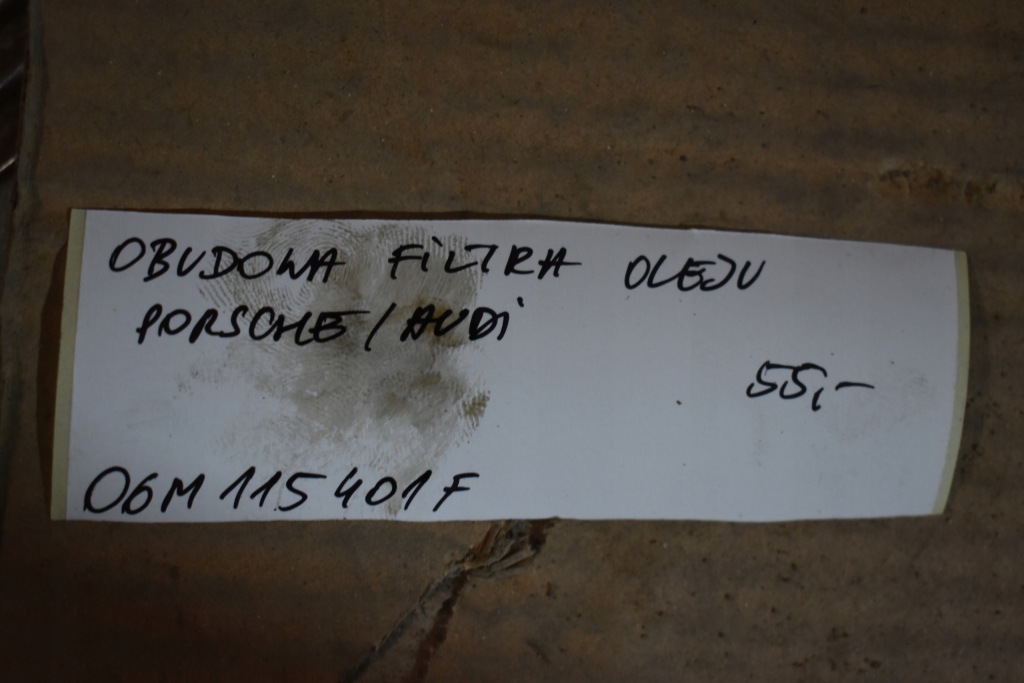 OBUDOWA FILTRA OLEJU
PORSCHE/AUDI
55,-
06M 115 401 F